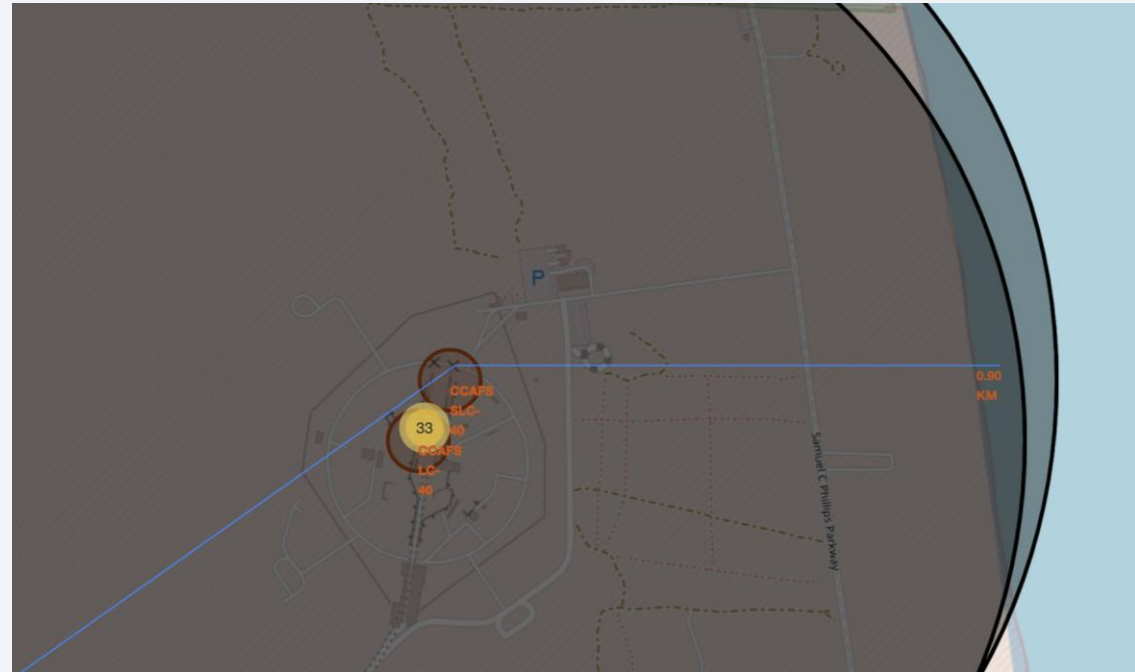 P
0.90
KM
CCAFS
SLC-
40
33
CCAFS
LC-
40
Samuel C Phillips Parkway